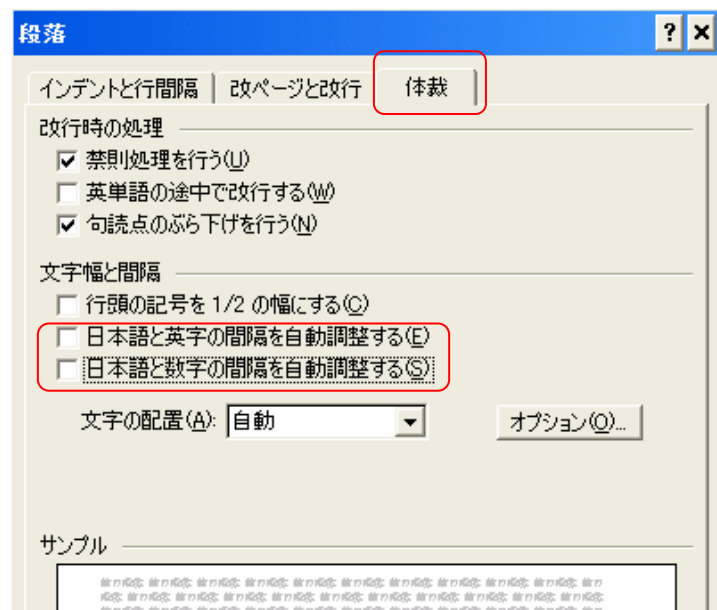 段落
インデントと行間隔 改ページと改行 体裁
改行時の処理
禁則処理を行う(U)
英単語の途中で改行する(W)
句読点のぶら下げを行う(N)
文字幅と間隔
行頭の記号を 1/2 の幅にする(C)
日本語と英字の間隔を自動調整する(E)
日本語と数字の間隔を自動調整する(S)
文字の配置(A): 自動 オプション(O)...
サンプル